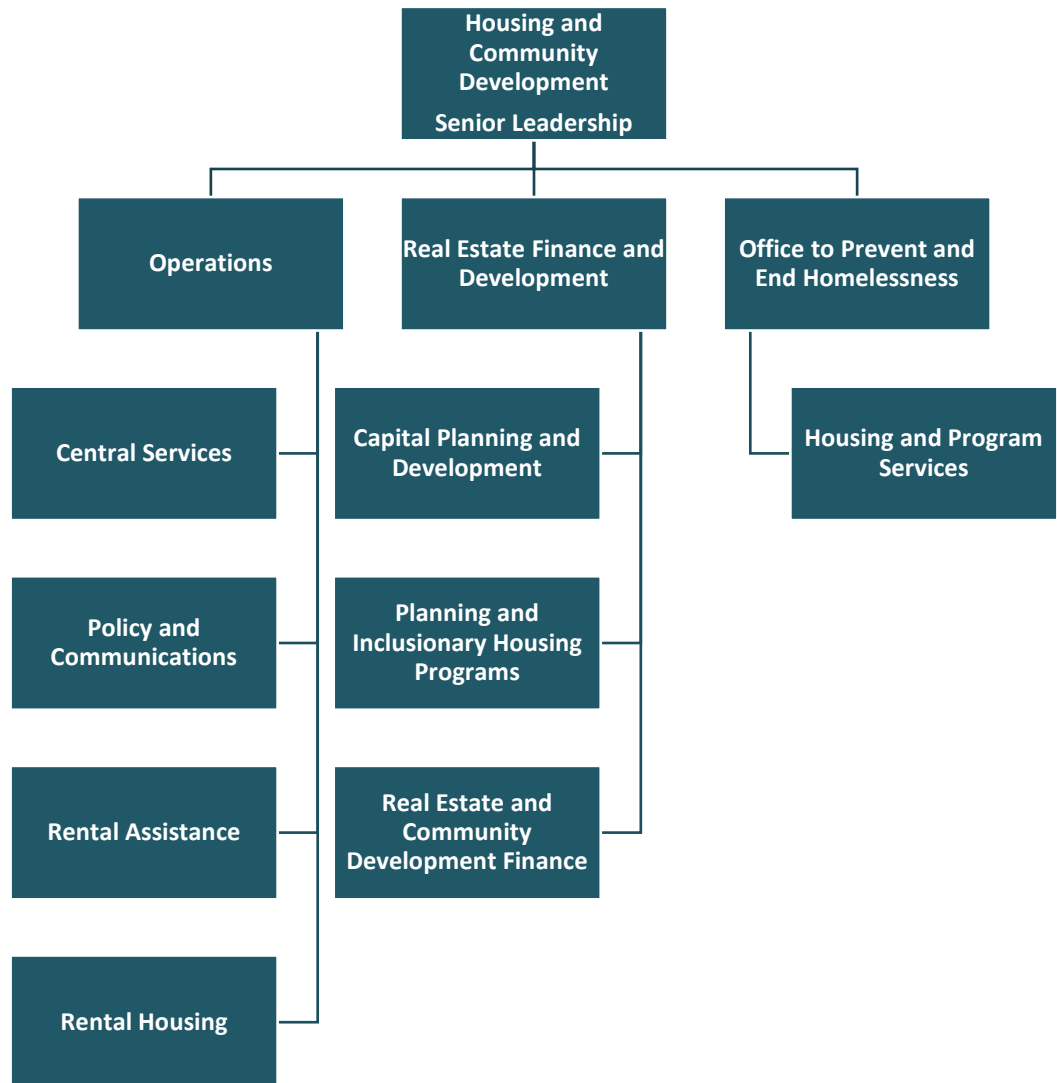 Housing and
Community
Development
Senior Leadership
Operations
Real Estate Finance and
Development
Office to Prevent and
End Homelessness
Central Services
Policy and
Communications
Rental Assistance
Rental Housing
Capital Planning and
Development
Planning and
Inclusionary Housing
Programs
Real Estate and
Community
Development Finance
Housing and Program
Services